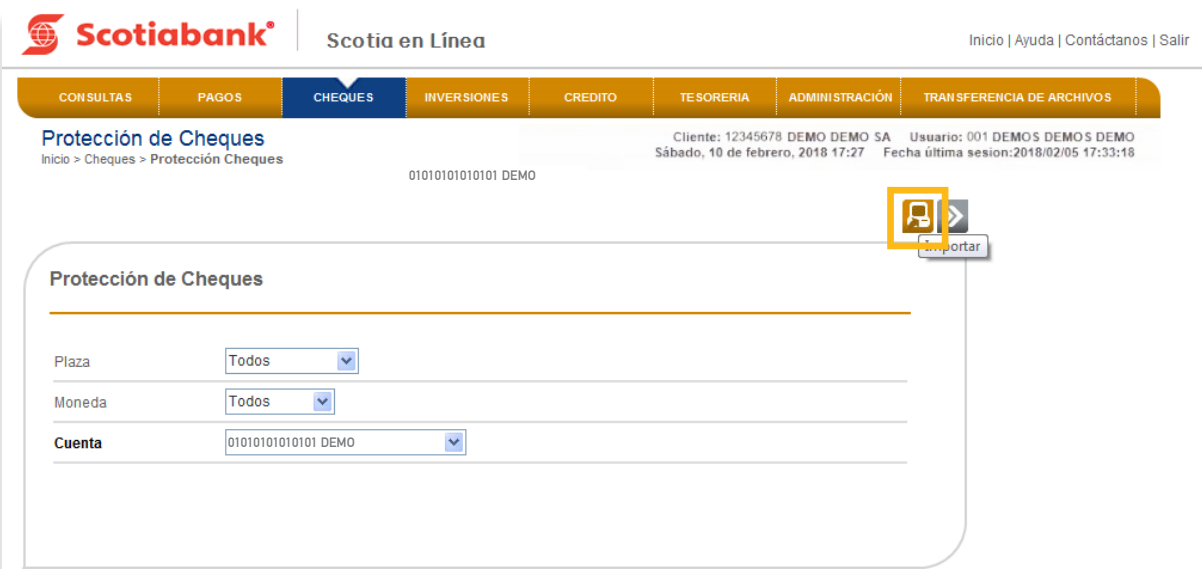 Scotiabank®
Scotia en Línea
Inicio | Ayuda | Contáctanos | Salir
CONSULTAS PAGOS CHEQUES INVERSIONES CREDITO TESORERIA ADMINISTRACIÓN TRANSFERENCIA DE ARCHIVOS
Protección de Cheques
Cliente: 12345678 DEMO DEMO SA Usuario: 001 DEMOS DEMOS DEMO
Inicio > Cheques > Protección Cheques
Sábado, 10 de febrero, 2018 17:27 Fecha última sesion:2018/02/05 17:33:18
01010101010101 DEMO
Importar
Protección de Cheques
Plaza Todos
Moneda Todos
Cuenta 01010101010101 DEMO